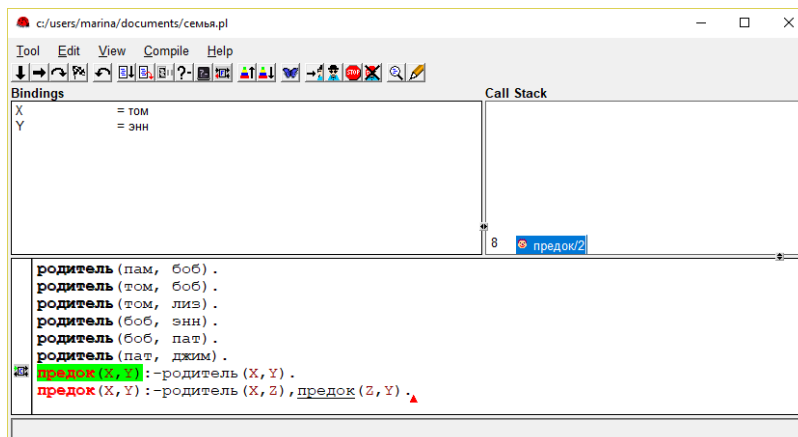 c:/users/marina/documents/семья.pl
Tool Edit View Compile Help
Bindings
X = том
Y = энн
Call Stack
8 предок/2
родитель(пам, боб).
родитель(том, боб).
родитель(том, лиз).
родитель(боб, энн).
родитель(боб, пат).
родитель(пат, джим).
предок(X,Y):-родитель(X,Y).
предок(X,Y):-родитель(X,Z),предок(Z,Y).